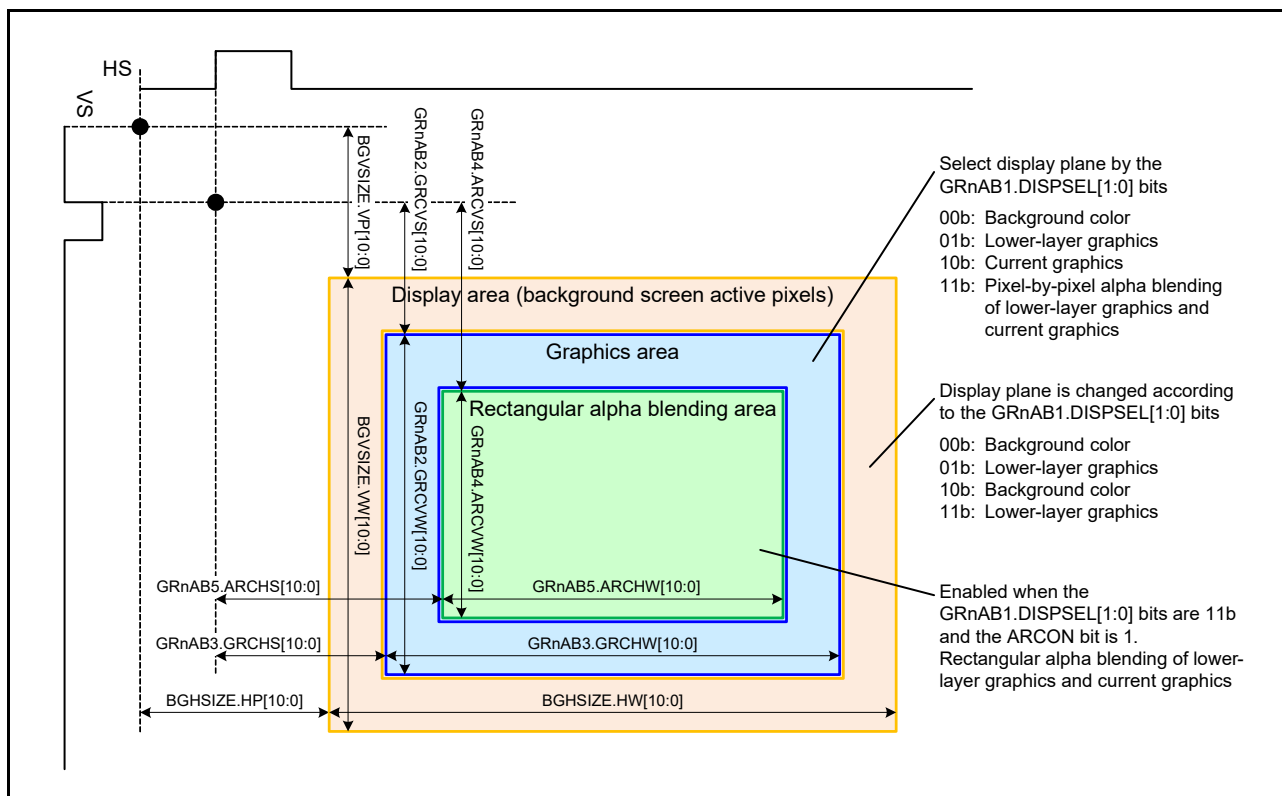 HS
VS
BGVSIZE.VP[10:0]
GRnAB2.GRCVS[10:0]
GRnAB4.ARCVS[10:0]
Select display plane by the
GRnAB1.DISPSEL[1:0] bits
00b: Background color
01b: Lower-layer graphics
10b: Current graphics
11b: Pixel-by-pixel alpha blending
of lower-layer graphics and
current graphics
Display area (background screen active pixels)
Graphics area
Rectangular alpha blending area
BGVSIZE.VW[10:0]
GRnAB2.GRCVW[10:0]
GRnAB4.ARCVW[10:0]
Display plane is changed according
to the GRnAB1.DISPSEL[1:0] bits
00b: Background color
01b: Lower-layer graphics
10b: Background color
11b: Lower-layer graphics
GRnAB5.ARCHS[10:0]
GRnAB5.ARCHW[10:0]
GRnAB3.GRCHS[10:0]
GRnAB3.GRCHW[10:0]
BGHSIZE.HP[10:0]
BGHSIZE.HW[10:0]
Enabled when the
GRnAB1.DISPSEL[1:0] bits are 11b
and the ARCON bit is 1.
Rectangular alpha blending of lower-
layer graphics and current graphics